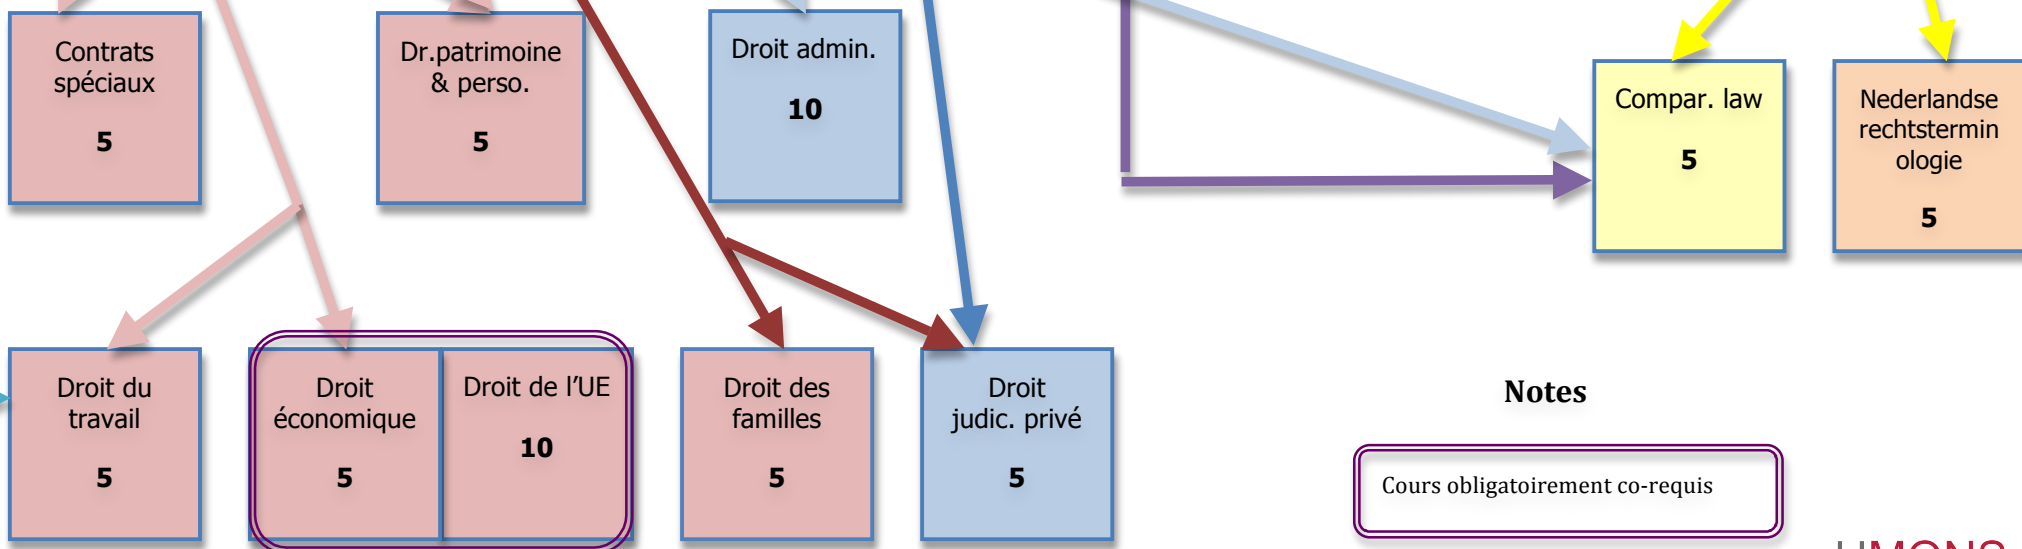 Contrats
spéciaux
5
Dr.patrimoine
& perso.
5
Droit admin.
10
Compar. law
5
Nederlandse
rechtstermin
ologie
5
Droit du
travail
5
Droit
économique
5
Droit de l’UE
10
Droit des
familles
5
Droit
judic. privé
5
Notes
Cours obligatoirement co-requis
UMONS